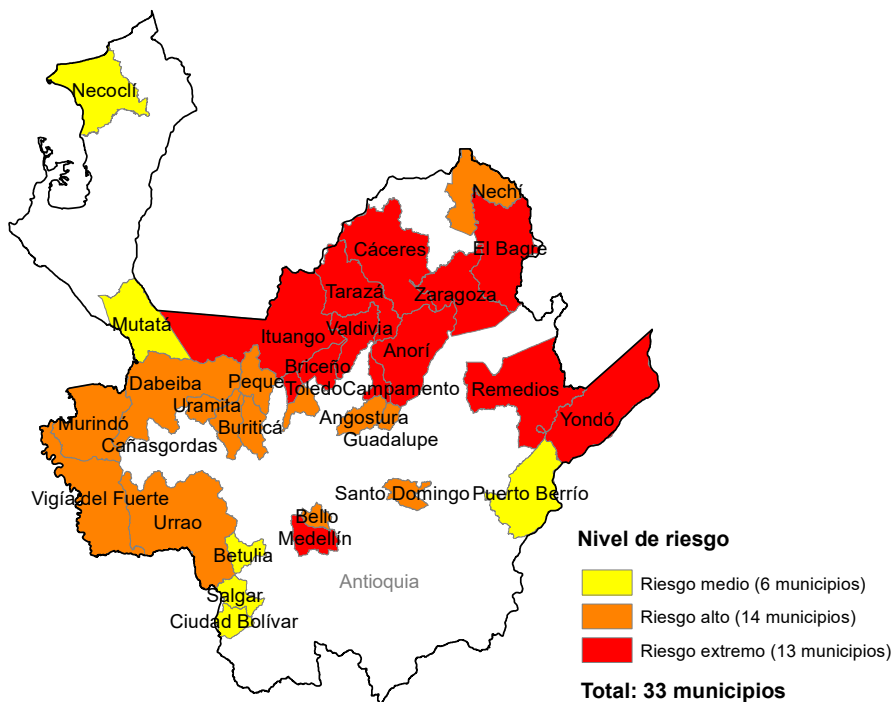 Necoclí
Nechí
Cáceres
El Bagre
Tarazá
Zaragoza
Mutatá
Valdivia
Ituango
Anorí
Briceño
Dabeiba
Peque
Toledo
Campamento
Remedios
Uramita
Murindó
Angostura
Yondó
Buriticá
Guadalupe
Cañasgordas
Vigía del Fuerte
Santo Domingo
Puerto Berrío
Urrao
Bello
Medellín
Betulia
Antioquia
Salgar
Ciudad Bolívar
Nivel de riesgo
Riesgo medio (6 municipios)
Riesgo alto (14 municipios)
Riesgo extremo (13 municipios)
Total: 33 municipios